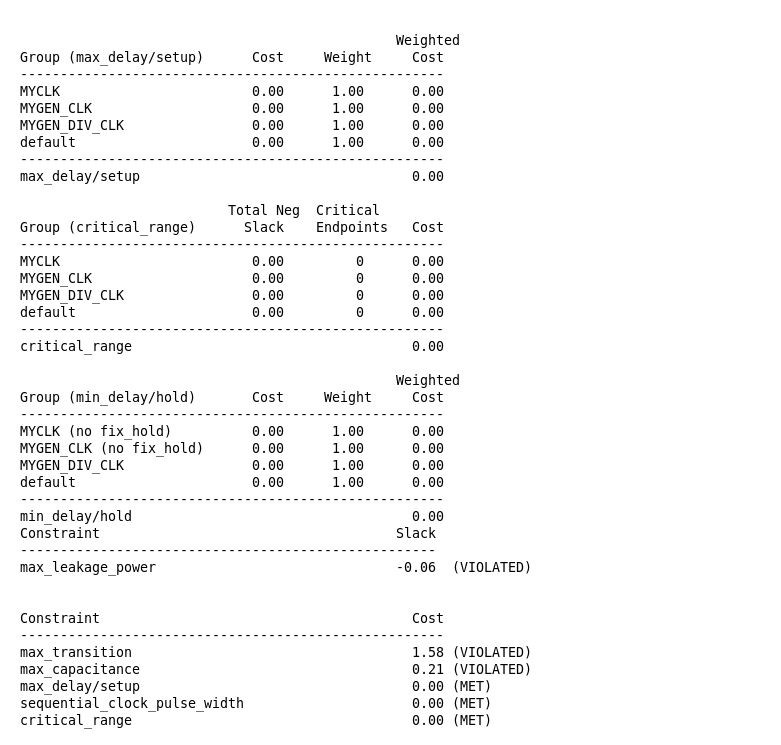 Weighted
Group (max_delay/setup)      Cost     Weight     Cost
-----------------------------------------------------
MYCLK                        0.00      1.00      0.00
MYGEN_CLK                    0.00      1.00      0.00
MYGEN_DIV_CLK                0.00      1.00      0.00
default                      0.00      1.00      0.00
-----------------------------------------------------
max_delay/setup                                  0.00

                          Total Neg  Critical
Group (critical_range)      Slack    Endpoints   Cost
-----------------------------------------------------
MYCLK                        0.00         0      0.00
MYGEN_CLK                    0.00         0      0.00
MYGEN_DIV_CLK                0.00         0      0.00
default                      0.00         0      0.00
-----------------------------------------------------
critical_range                                   0.00

                                               Weighted
Group (min_delay/hold)       Cost     Weight     Cost
-----------------------------------------------------
MYCLK (no fix_hold)          0.00      1.00      0.00
MYGEN_CLK (no fix_hold)      0.00      1.00      0.00
MYGEN_DIV_CLK                0.00      1.00      0.00
default                      0.00      1.00      0.00
-----------------------------------------------------
min_delay/hold                                   0.00
Constraint                                     Slack
----------------------------------------------------
max_leakage_power                              -0.06  (VIOLATED)


Constraint                                       Cost
-----------------------------------------------------
max_transition                                   1.58 (VIOLATED)
max_capacitance                                  0.21 (VIOLATED)
max_delay/setup                                  0.00 (MET)
sequential_clock_pulse_width                     0.00 (MET)
critical_range                                   0.00 (MET)